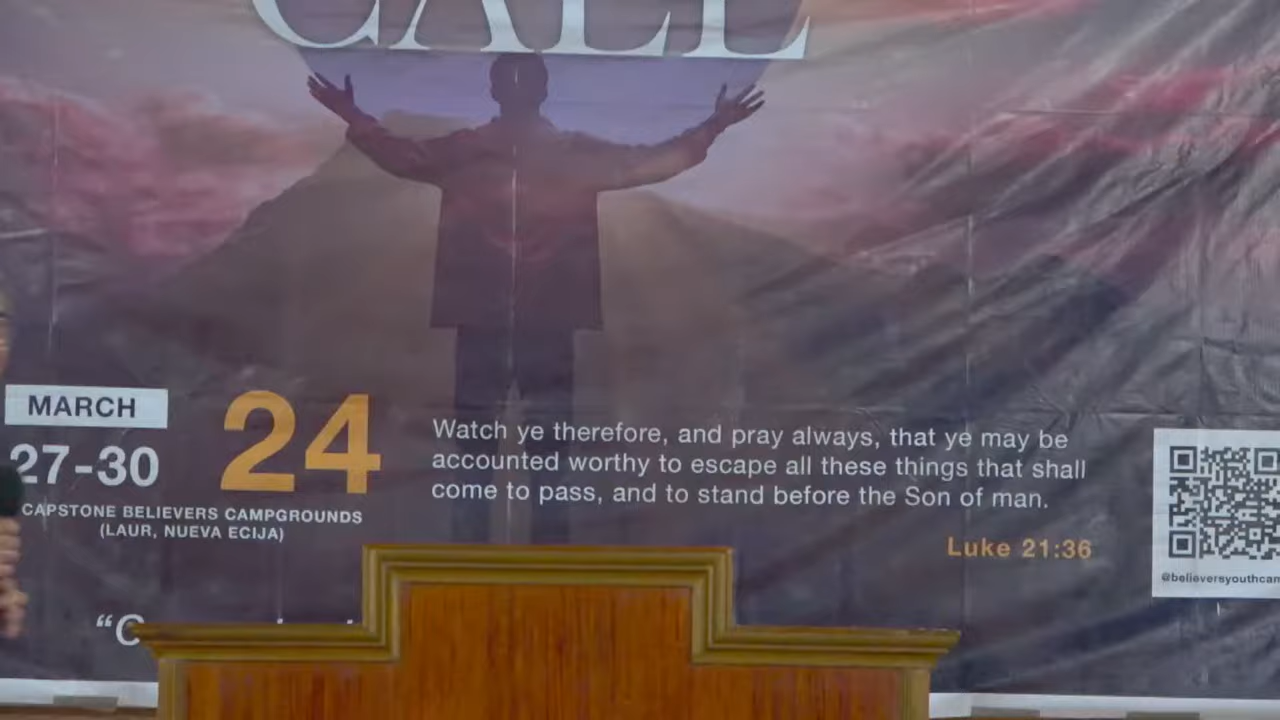 CALL
MARCH
27-30
24
CAPSTONE BELIEVERS CAMPGROUNDS
(LAUR, NUEVA ECIJA)
Watch ye therefore, and pray always, that ye may be
accounted worthy to escape all these things that shall
come to pass, and to stand before the Son of man.
Luke 21:36
@believersyouthcam